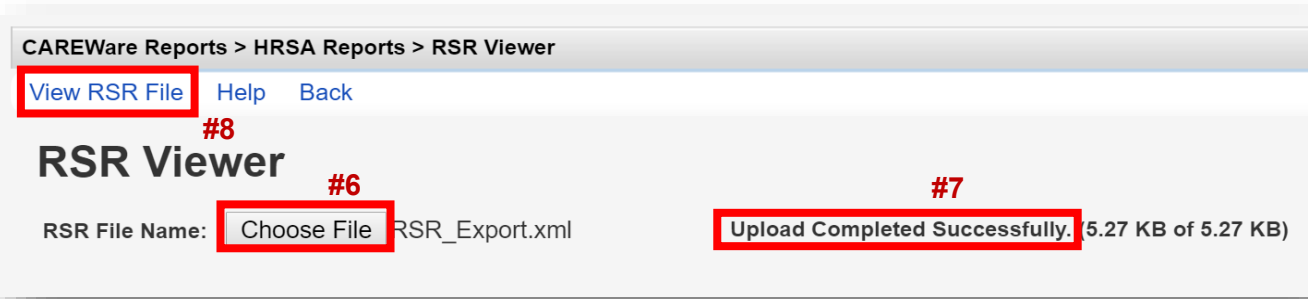 CAREWare Reports > HRSA Reports > RSR Viewer
View RSR File Help Back
#8
RSR Viewer
#6 #7
RSR File Name: Choose File RSR_Export.xml Upload Completed Successfully. (5.27 KB of 5.27 KB)